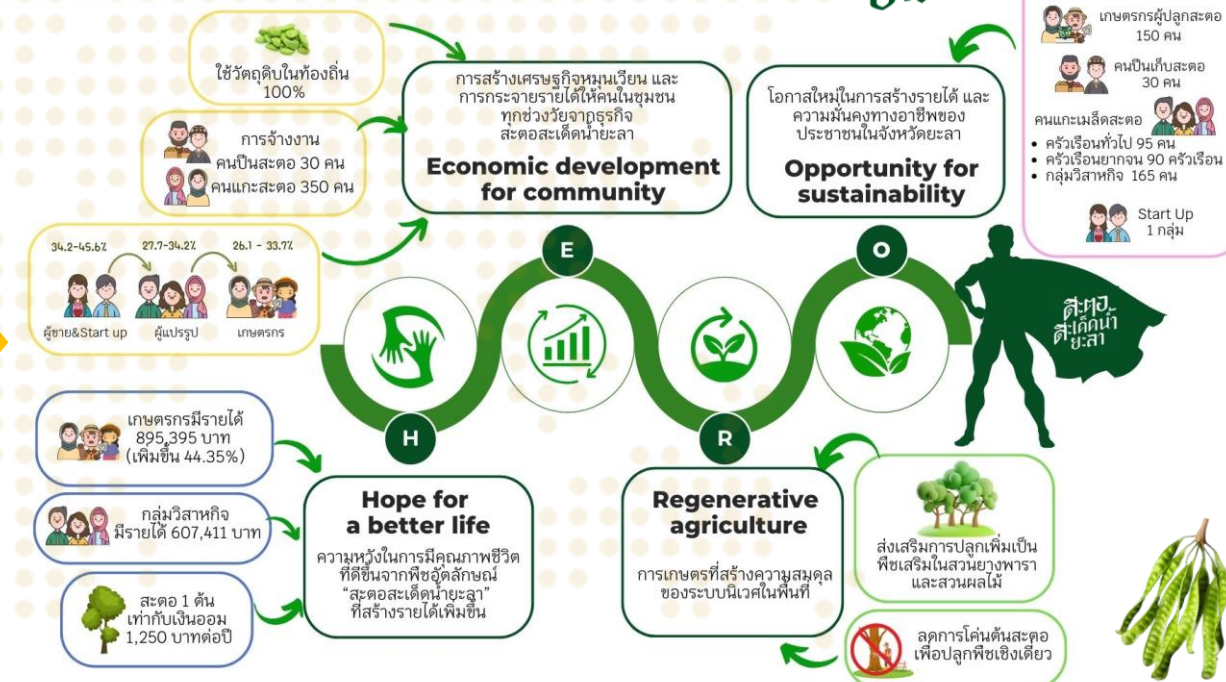 ใช้วัตถุดิบในท้องถิ่น
100%
การจ้างงาน
คนปีนสะตอ 30 คน
คนแกะสะตอ 350 คน
34.2-45.6%
27.7-34.2%
26.1 - 33.7%
ผู้ขาย&Start up
ผู้แปรรูป
เกษตรกร
การสร้างเศรษฐกิจหมุนเวียน และ
การกระจายรายได้ให้คนในชุมชน
ทุกช่วงวัยจากธุรกิจ
สะตอสะเด็ดน้ำยะลา
Economic development
for community
โอกาสใหม่ในการสร้างรายได้ และ
ความมั่นคงทางอาชีพของ
ประชาชนในจังหวัดยะลา
Opportunity for
sustainability
เกษตรกรผู้ปลูกสะตอ
150 คน
คนปีนเก็บสะตอ
30 คน
คนแกะเมล็ดสะตอ
• ครัวเรือนทั่วไป 95 คน
• ครัวเรือนยากจน 90 ครัวเรือน
• กลุ่มวิสาหกิจ 165 คน
Start Up
1 กลุ่ม
E
O
H
R
สะตอ
สะเด็ดน้ำ
ยะลา
เกษตรกรมีรายได้
895,395 บาท
(เพิ่มขึ้น 44.35%)
กลุ่มวิสาหกิจ
มีรายได้ 607,411 บาท
สะตอ 1 ต้น
เท่ากับเงินออม
1,250 บาทต่อปี
Hope for
a better life
ความหวังในการมีคุณภาพชีวิต
ที่ดีขึ้นจากพืชอัตลักษณ์
“สะตอสะเด็ดน้ำยะลา”
ที่สร้างรายได้เพิ่มขึ้น
Regenerative
agriculture
การเกษตรที่สร้างความสมดุล
ของระบบนิเวศในพื้นที่
ส่งเสริมการปลูกเพิ่มเป็น
พืชเสริมในสวนยางพารา
และสวนผลไม้
ลดการโค่นต้นสะตอ
เพื่อปลูกพืชเชิงเดี่ยว